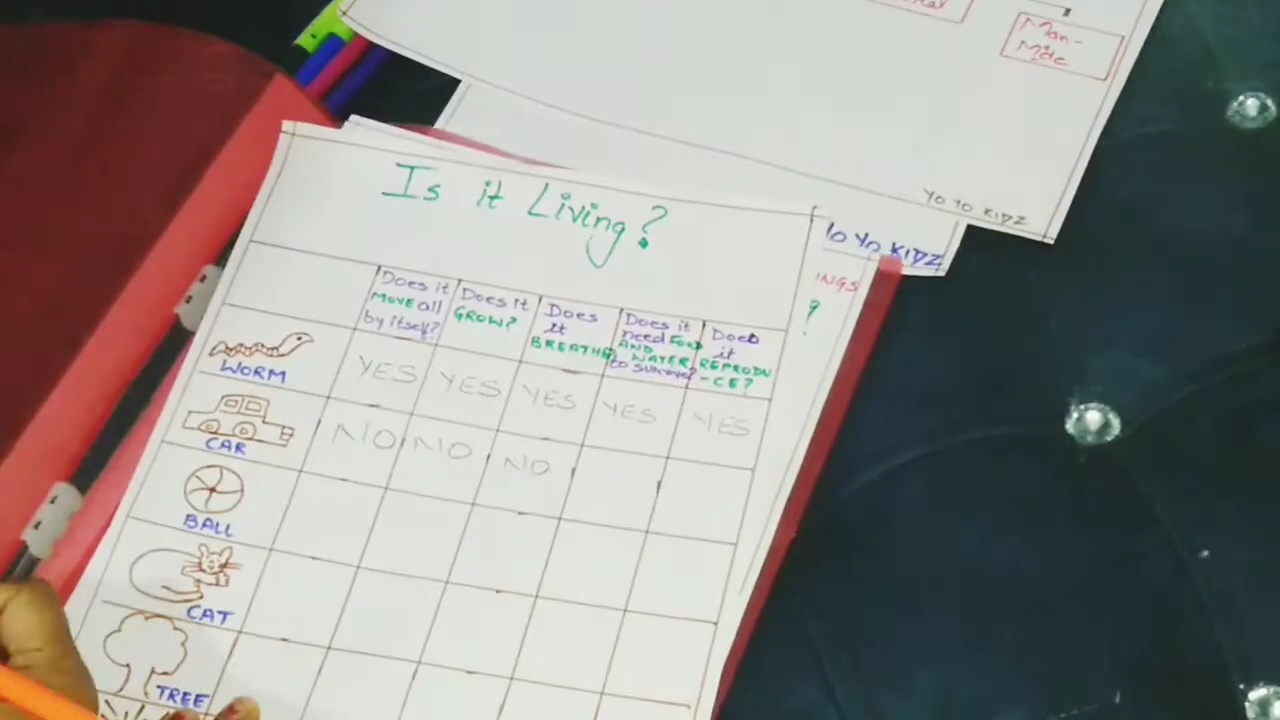 Man-
Made
YO YO KIDZ
Yo Yo KIDZ
INGS
?
Is it Living?
Does it
MOVE all
by itself?
Does it
GROW?
Does
it
BREATHE?
Does it
need FOOD
AND
WATER
to survive?
Does
it
REPRODU
-CE?
WORM
YES
YES
YES
YES
YES
CAR
NO
NO
NO
BALL
CAT
TREE